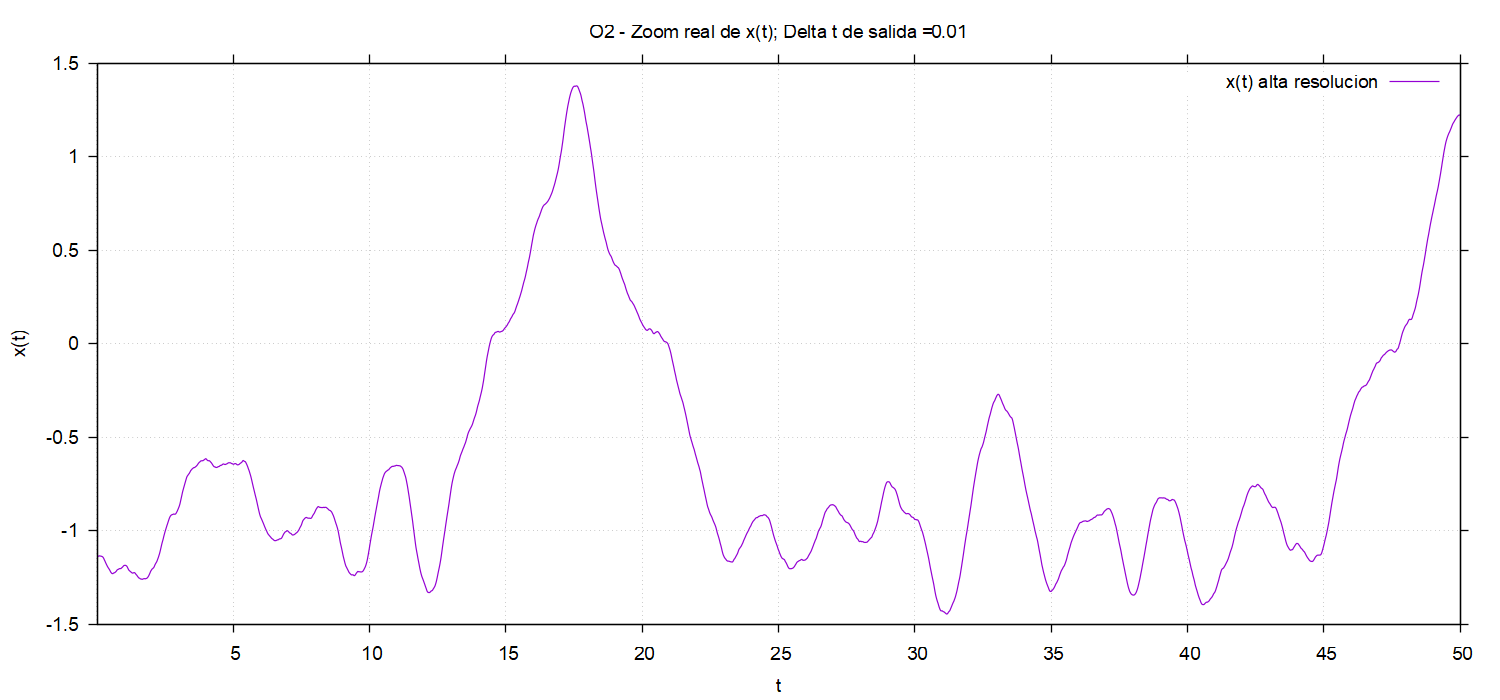 O2 - Zoom real de x(t); Delta t de salida =0.01
x(t) alta resolucion
1.5
1
0.5
0
-0.5
-1
-1.5
x(t)
5 10 15 20 25 30 35 40 45 50
t